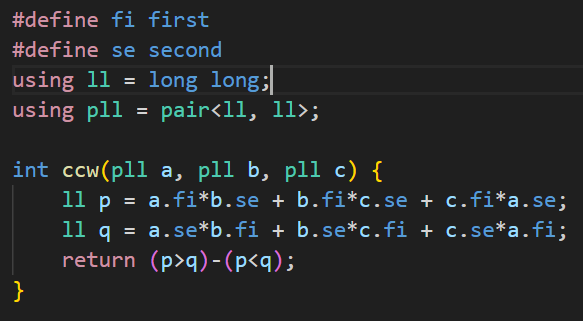 #define fi first
#define se second
using ll = long long;
using pll = pair<ll, ll>;
int ccw(pll a, pll b, pll c) {
    ll p = a.fi*b.se + b.fi*c.se + c.fi*a.se;
    ll q = a.se*b.fi + b.se*c.fi + c.se*a.fi;
    return (p>q)-(p<q);
}